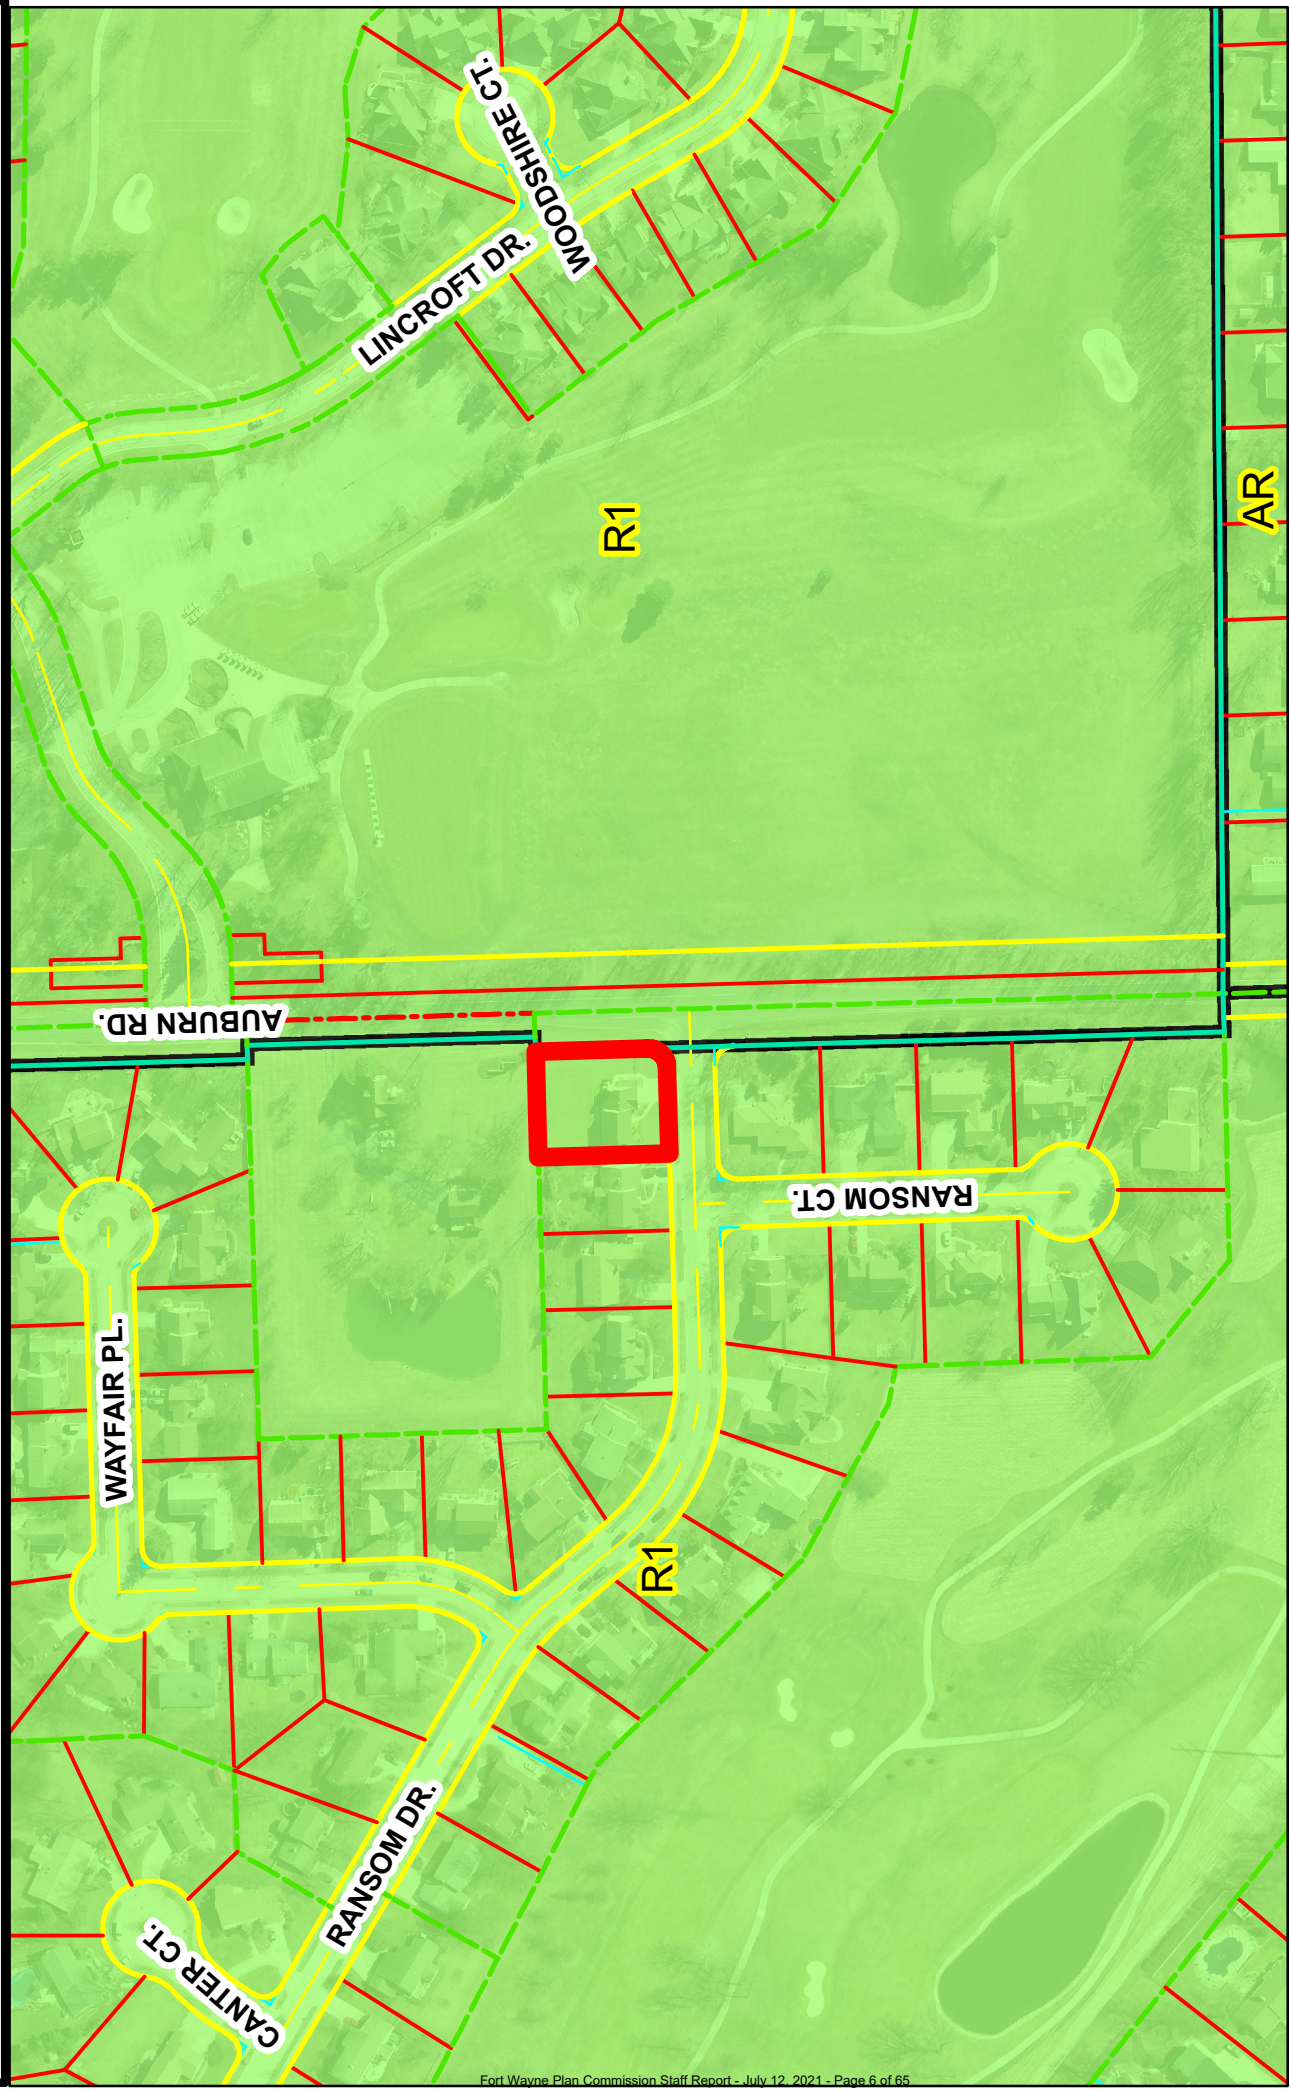 WOODSHIRE CT.
LINCROFT DR.
R1
AR
AUBURN RD.
RANSOM CT.
WAYFAIR PL.
R1
RANSOM DR.
CANTER CT.
Fort Wayne Plan Commission Staff Report - July 12, 2021 - Page 6 of 65